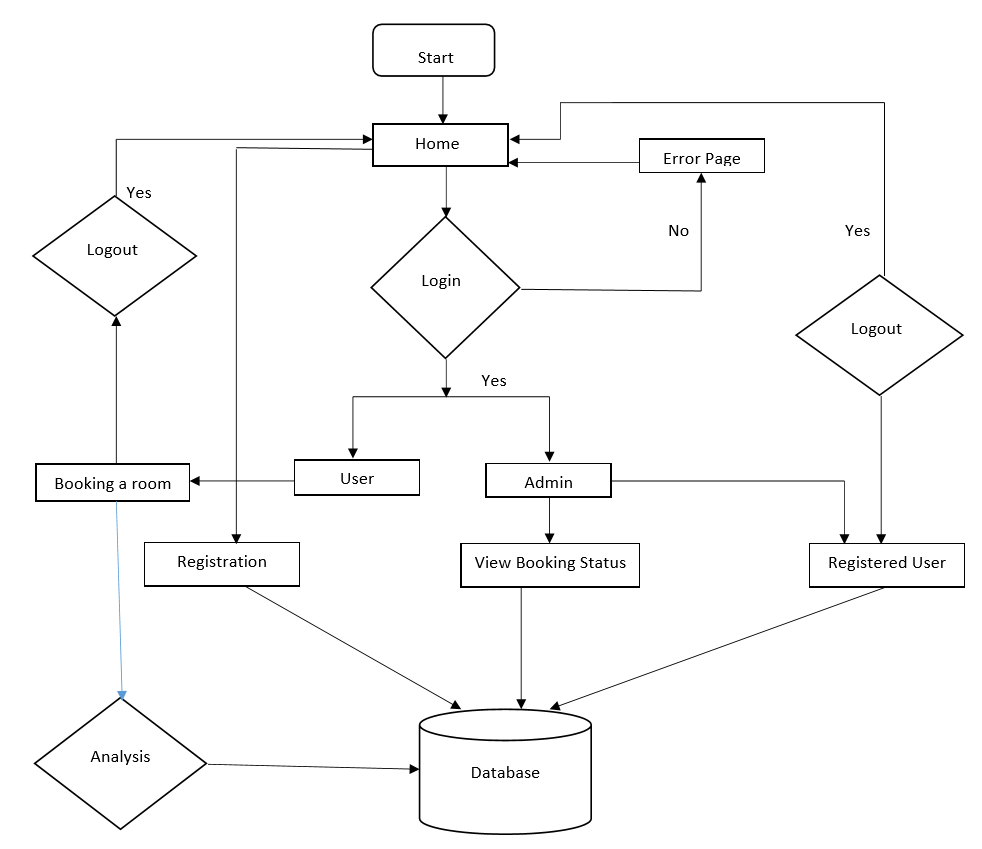 Start
Home
Error Page
Yes
No
Yes
Logout
Login
Logout
Yes
User
Admin
Booking a room
Registration
View Booking Status
Registered User
Analysis
Database